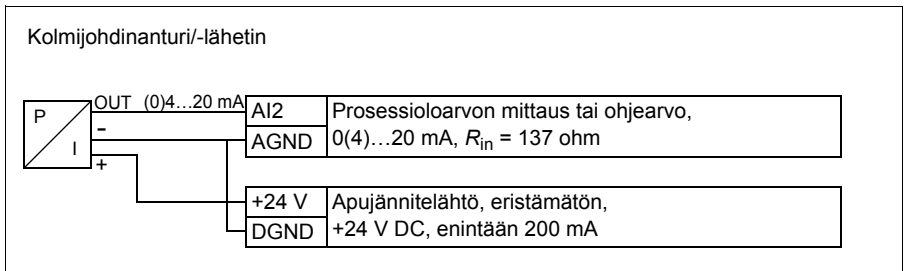 Kolmijohdinanturi/-lähetin
P
I
OUT (0)4…20 mA
-
+
AI2
Prosessioloarvon mittaus tai ohjearvo,
AGND
0(4)…20 mA, Rin = 137 ohm
+24 V
Apujännitelähtö, eristämätön,
DGND
+24 V DC, enintään 200 mA